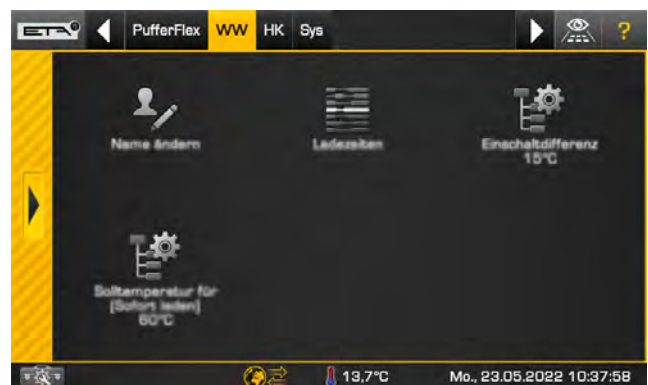 ETA PufferFlex WW HK Sys ?
Name ändern
Ladezeiten
Einschaltdifferenz
15°C
Solltemperatur für
[Sofort laden]
60°C
13,7°C Mo., 23.05.2022 10:37:58